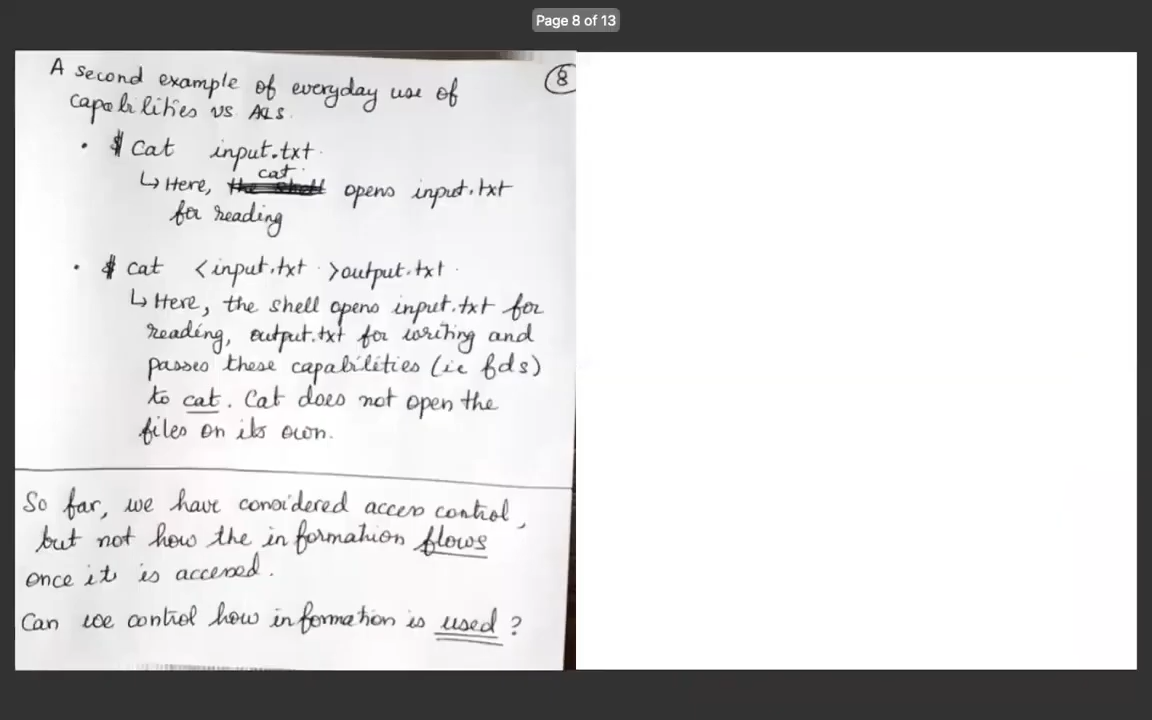 Page 8 of 13
A second example of everyday use of
capabilities vs ACLs.
8
• $ cat input.txt
cat
↳ Here, the shell opens input.txt
for reading
• $ cat <input.txt >output.txt
↳ Here, the shell opens input.txt for
reading, output.txt for writing and
passes these capabilities (ie fds)
to cat. Cat does not open the
files on its own.
So far, we have considered access control,
but not how the information flows
once it is accessed.
Can we control how information is used?